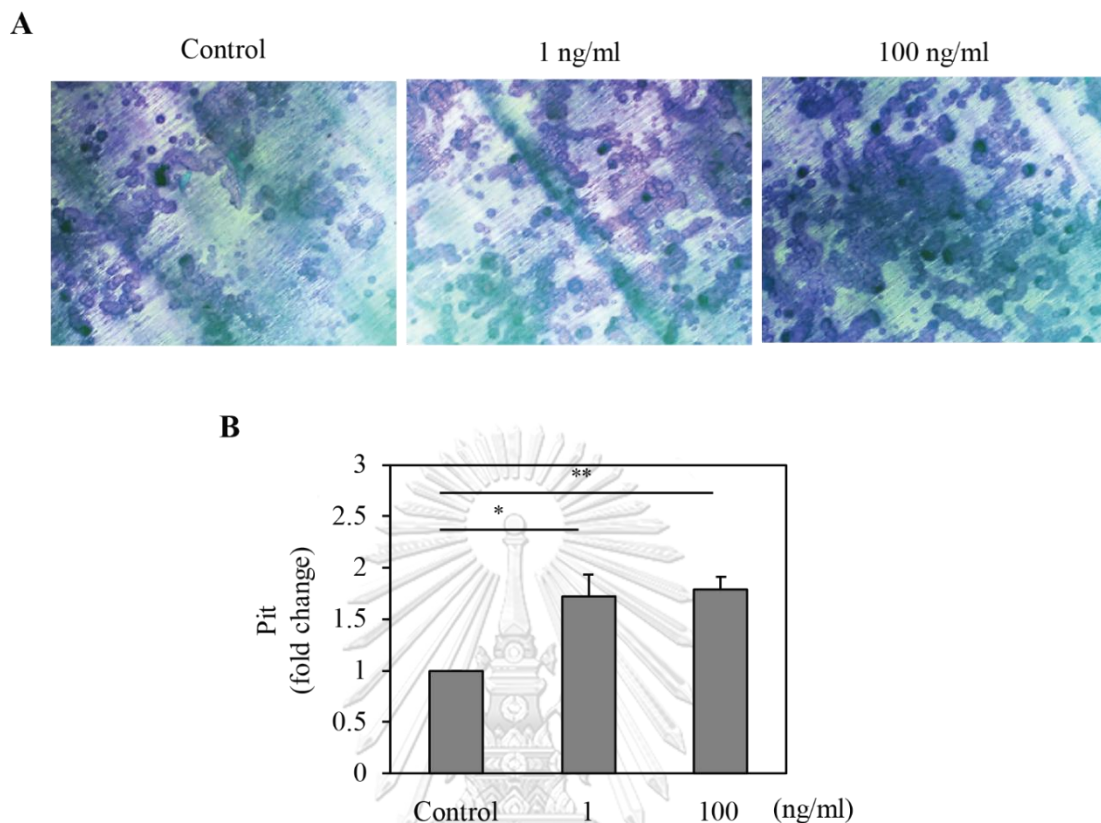 A
Control
1 ng/ml
100 ng/ml
B
3
**
2.5
*
2
1.5
1
0.5
0
Pit
(fold change)
Control 1 100 (ng/ml)